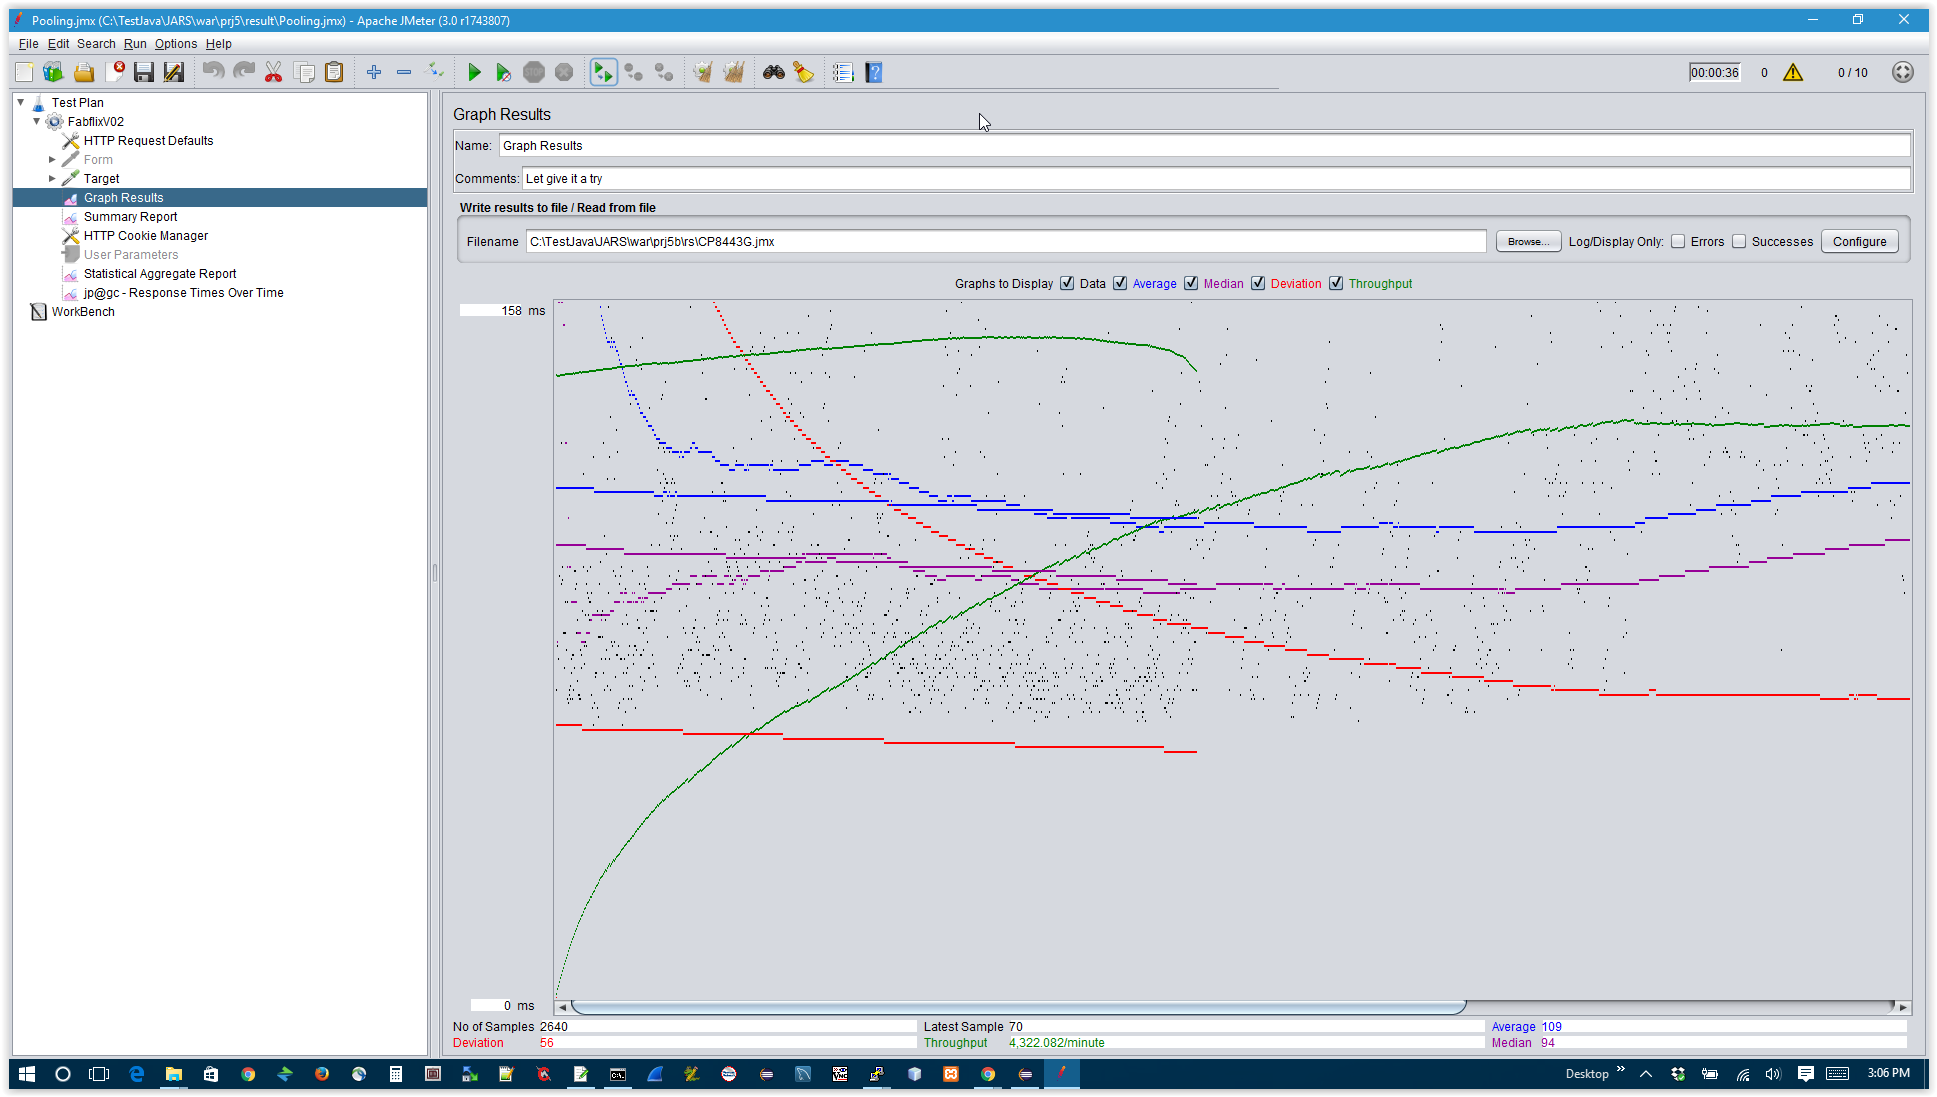 Pooling.jmx (C:\TestJava\JARS\war\prj5\result\Pooling.jmx) - Apache JMeter (3.0 r1743807)
File Edit Search Run Options Help
STOP
00:00:36 0 0 / 10
Test Plan
FabflixV02
HTTP Request Defaults
Form
Target
Graph Results
Summary Report
HTTP Cookie Manager
User Parameters
Statistical Aggregate Report
jp@gc - Response Times Over Time
WorkBench
Graph Results
Name: Graph Results
Comments: Let give it a try
Write results to file / Read from file
Filename C:\TestJava\JARS\war\prj5b\rs\CP8443G.jmx Browse... Log/Display Only: Errors Successes Configure
Graphs to Display Data Average Median Deviation Throughput
158 ms
0 ms
No of Samples 2640 Latest Sample 70 Average 109
Deviation 56 Throughput 4,322.082/minute Median 94
Desktop 3:06 PM